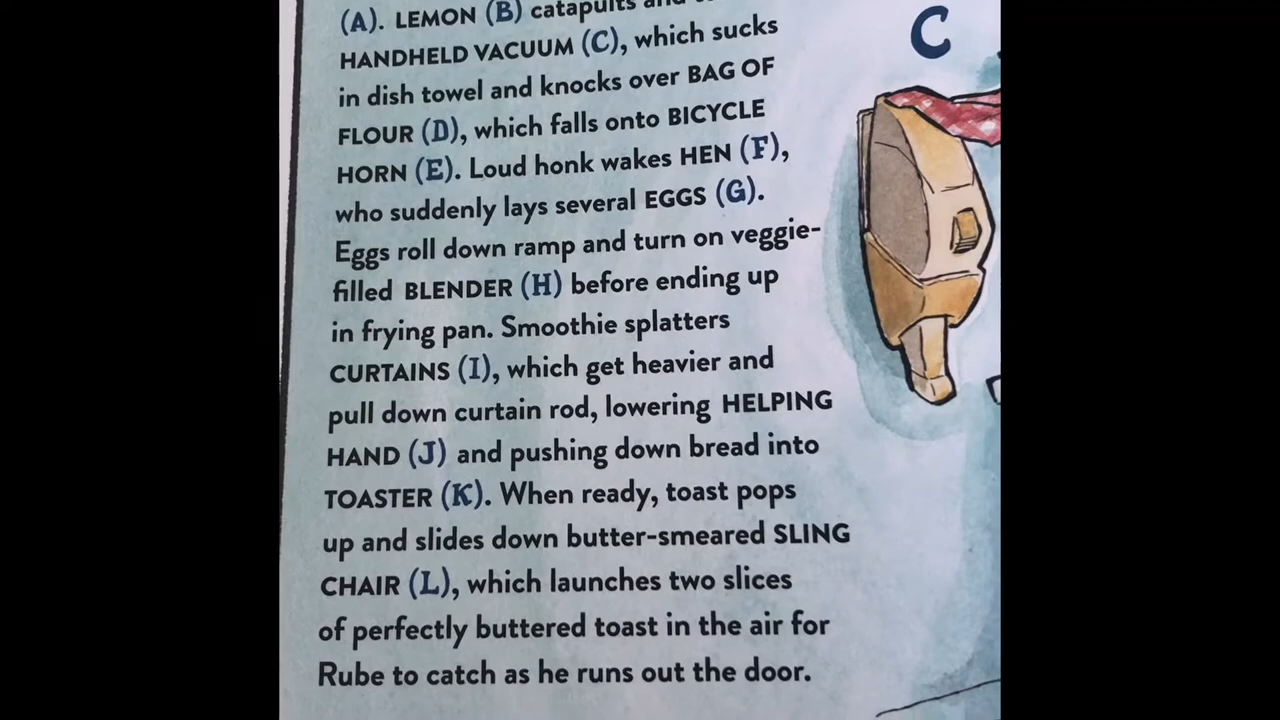 (A). LEMON (B) catapults and
HANDHELD VACUUM (C), which sucks
in dish towel and knocks over BAG OF
FLOUR (D), which falls onto BICYCLE
HORN (E). Loud honk wakes HEN (F),
who suddenly lays several EGGS (G).
Eggs roll down ramp and turn on veggie-
filled BLENDER (H) before ending up
in frying pan. Smoothie splatters
CURTAINS (I), which get heavier and
pull down curtain rod, lowering HELPING
HAND (J) and pushing down bread into
TOASTER (K). When ready, toast pops
up and slides down butter-smeared SLING
CHAIR (L), which launches two slices
of perfectly buttered toast in the air for
Rube to catch as he runs out the door.
C